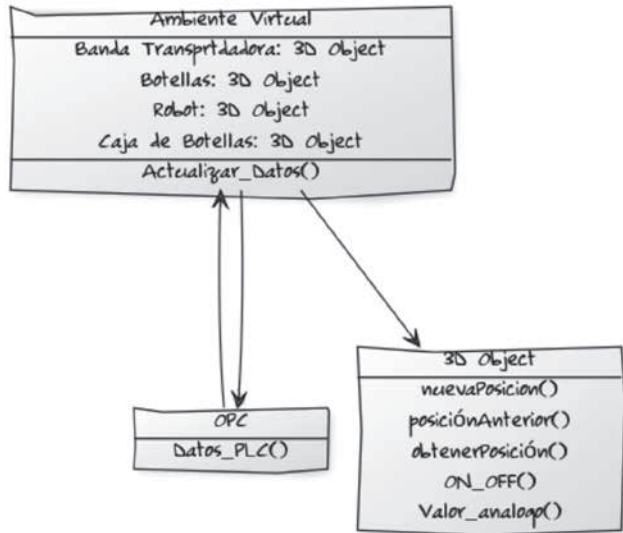 Ambiente Virtual
Banda Transprtdadora: 3D Object
Botellas: 3D Object
Robot: 3D Object
Caja de Botellas: 3D Object
Actualizar_Datos()
OPC
Datos_PLC()
3D Object
nuevaPosicion()
posiciÓnAnterior()
obtenerPosiciÓn()
ON_OFF()
Valor_analogo()